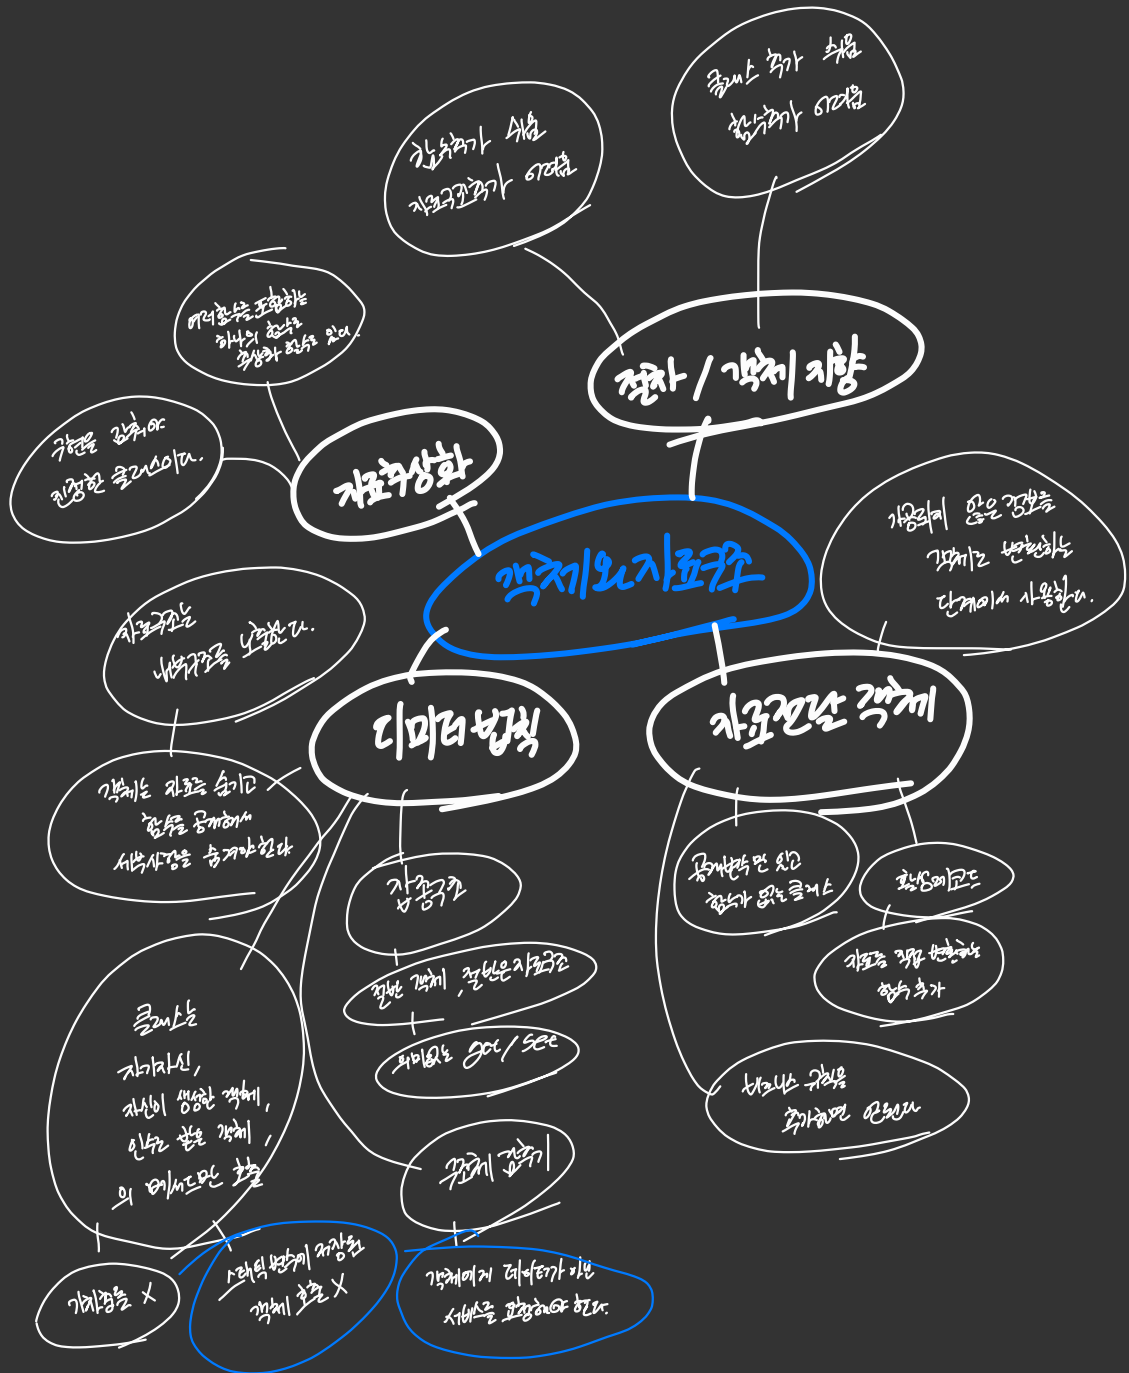 클래스 추가 쉬움
함수추가 어려움
함수추가 쉬움
자료구조추가 어려움
여러함수를 포함하는
하나의 함수로
추상화 할수도 있다.
절차 / 객체 지향
구현을 감춰야
진정한 클래스이다.
자료추상화
객체와 자료구조
가공되지 않은 정보를
객체로 변환하는
단계에서 사용한다.
자료구조는
내부구조를 노출한다.
디미터 법칙
자료전달 객체
객체는 자료를 숨기고
함수를 공개해서
세부사항을 숨겨야한다
잡종구조
공개변수만 있고
함수가 없는 클래스
활성레코드
절반 객체, 절반은 자료구조
자료를 직접 변환하는
함수 추가
의미없는 get/set
클래스는
자기자신,
자신이 생성한 객체,
인수로 받은 객체,
의 메서드만 호출
비즈니스 규칙을
추가하면 안된다
구조체 감추기
기차충돌 X
스태틱 변수에 저장된
객체 호출 X
객체에게 데이터가 아닌
서비스를 요청해야 한다.